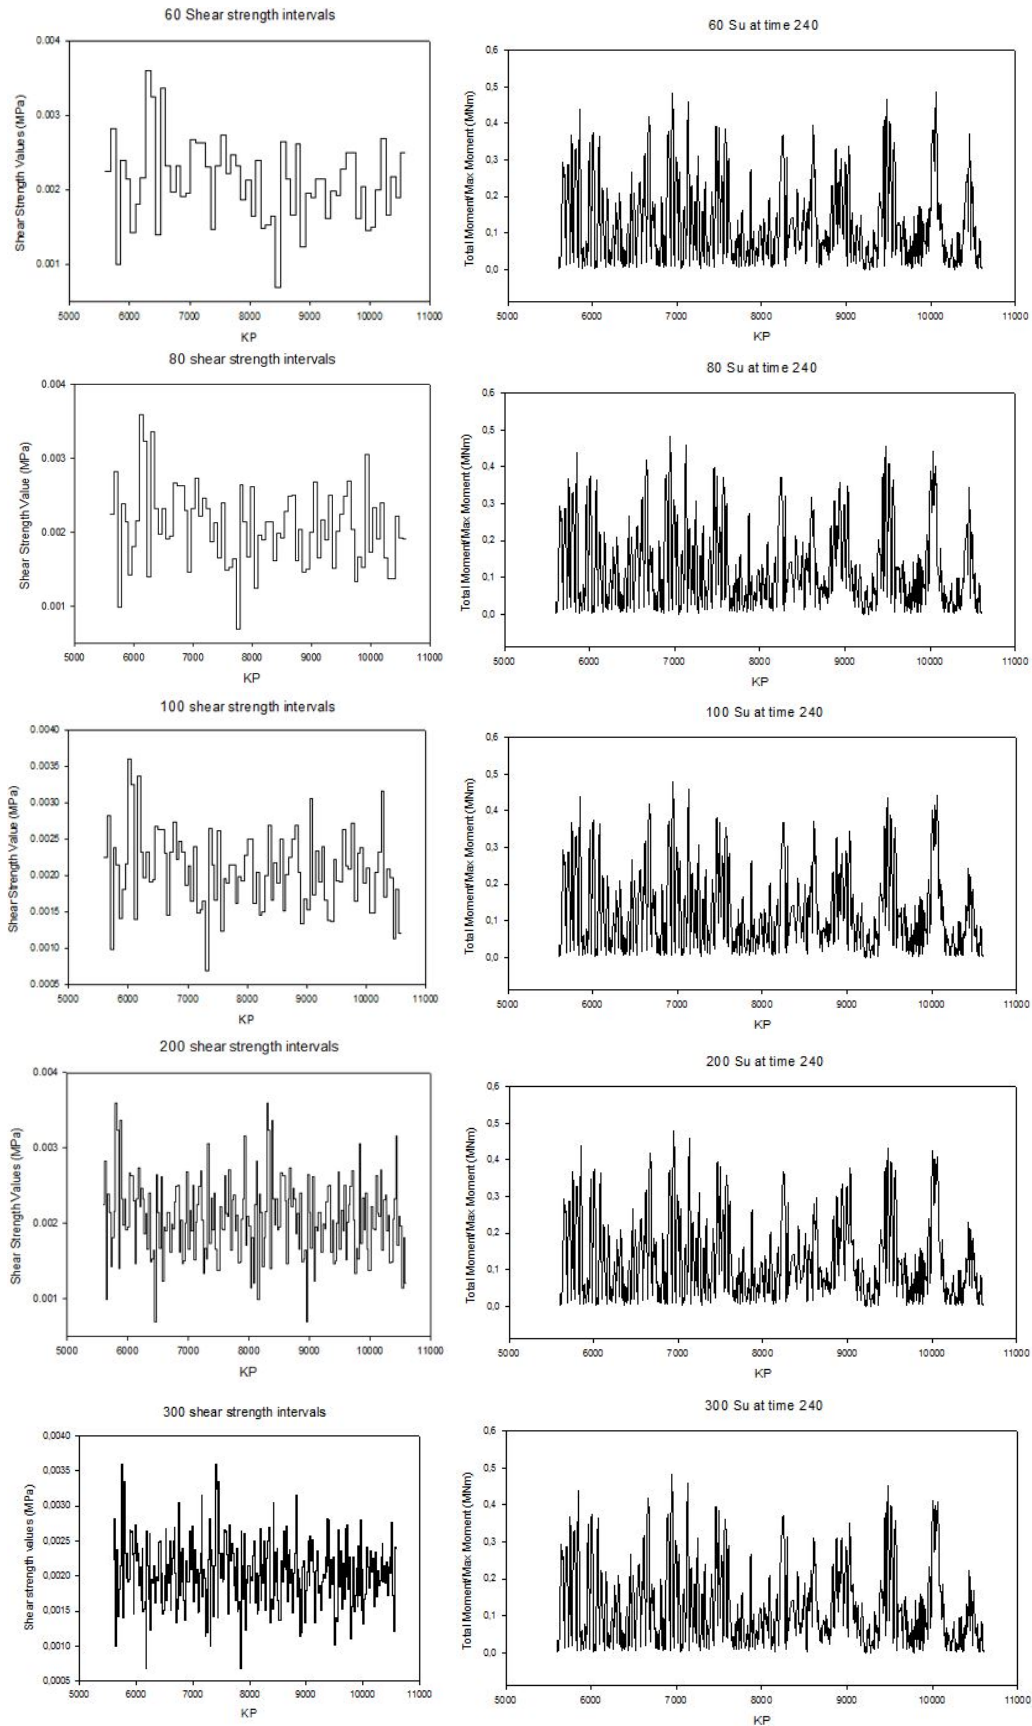 60 Shear strength intervals
0.004
0.003
0.002
0.001
Shear Strength Values (MPa)
5000 6000 7000 8000 9000 10000 11000
KP
60 Su at time 240
0,6
0,5
0,4
0,3
0,2
0,1
0,0
Total Moment/Max Moment (MNm)
5000 6000 7000 8000 9000 10000 11000
KP
80 shear strength intervals
0.004
0.003
0.002
0.001
Shear Strength Value (MPa)
5000 6000 7000 8000 9000 10000 11000
KP
80 Su at time 240
0,6
0,5
0,4
0,3
0,2
0,1
0,0
Total Moment/Max Moment (MNm)
5000 6000 7000 8000 9000 10000 11000
KP
100 shear strength intervals
0.0040
0.0035
0.0030
0.0025
0.0020
0.0015
0.0010
0.0005
Shear Strength Value (MPa)
5000 6000 7000 8000 9000 10000 11000
KP
100 Su at time 240
0,6
0,5
0,4
0,3
0,2
0,1
0,0
Total Moment/Max Moment (MNm)
5000 6000 7000 8000 9000 10000 11000
KP
200 shear strength intervals
0.004
0.003
0.002
0.001
Shear Strength Values (MPa)
5000 6000 7000 8000 9000 10000 11000
KP
200 Su at time 240
0,6
0,5
0,4
0,3
0,2
0,1
0,0
Total Moment/Max Moment (MNm)
5000 6000 7000 8000 9000 10000 11000
KP
300 shear strength intervals
0,0040
0,0035
0,0030
0,0025
0,0020
0,0015
0,0010
0,0005
Shear strength values (MPa)
5000 6000 7000 8000 9000 10000 11000
KP
300 Su at time 240
0,6
0,5
0,4
0,3
0,2
0,1
0,0
Total Moment/Max Moment (MNm)
5000 6000 7000 8000 9000 10000 11000
KP